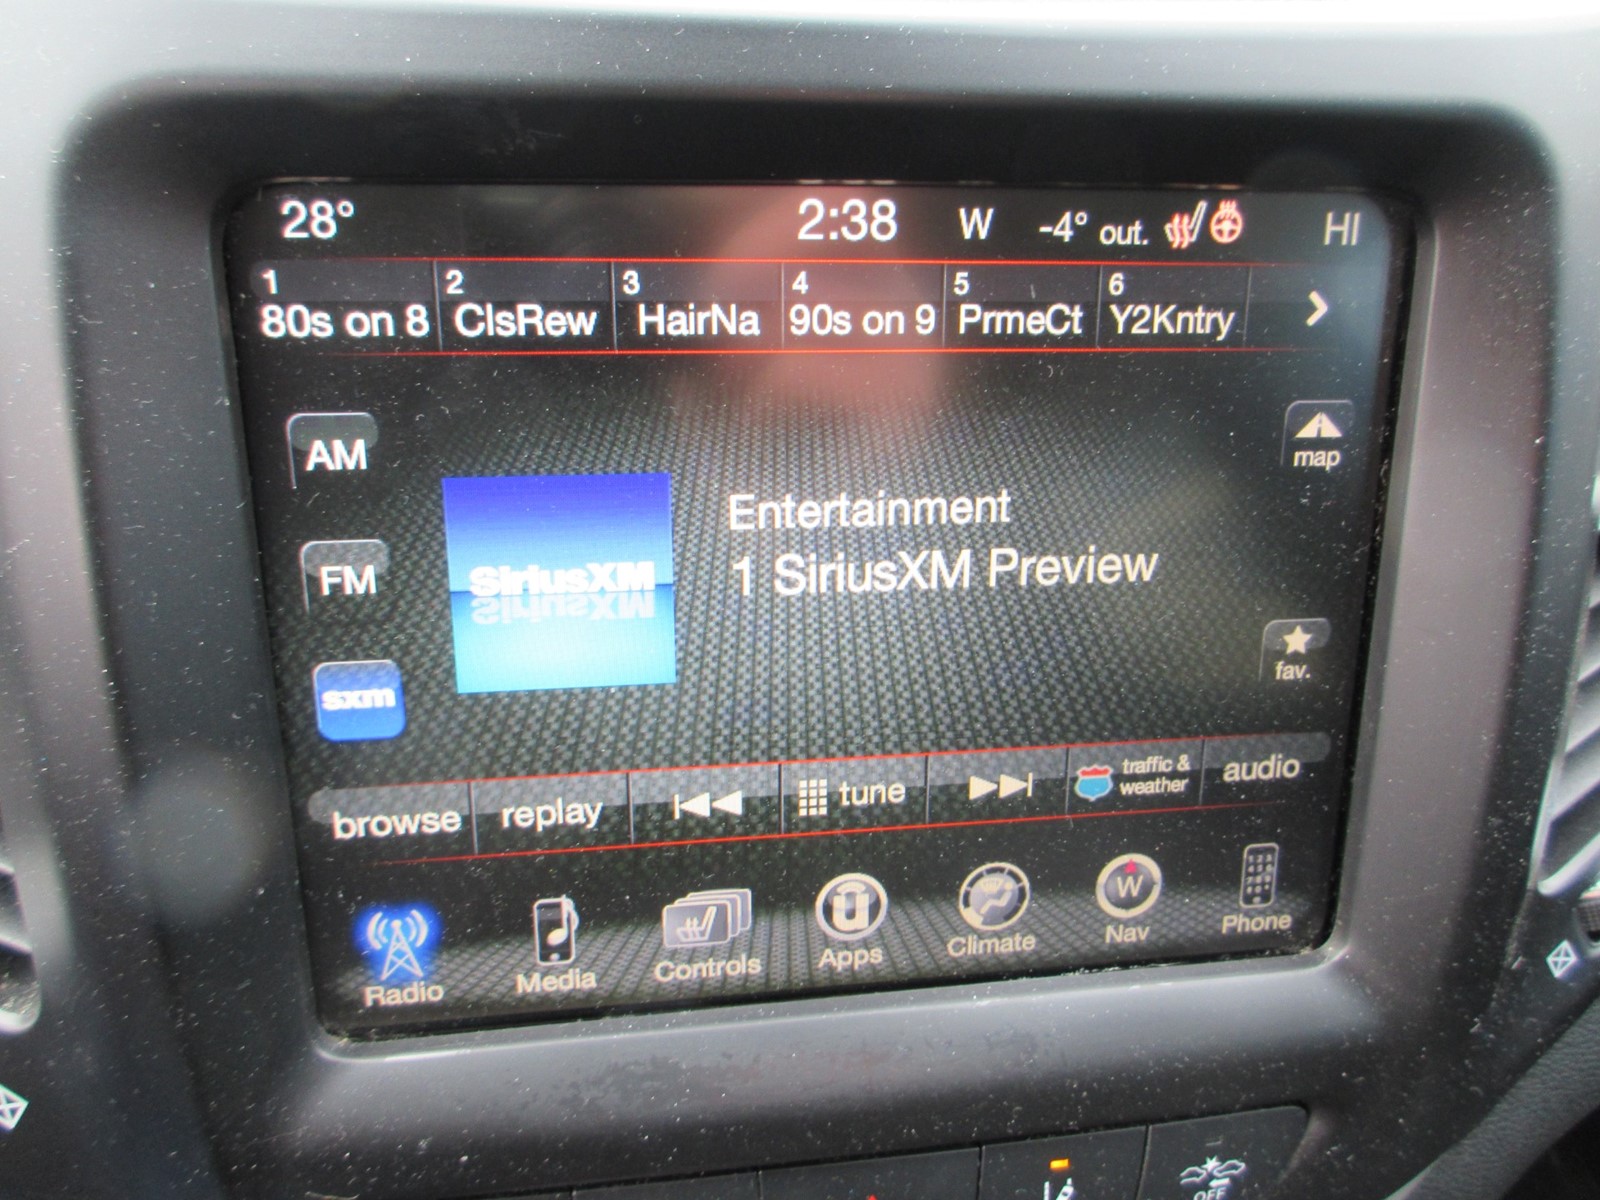 28° 2:38 W -4° out. HI
1 2 3 4 5 6
80s on 8 ClsRew HairNa 90s on 9 PrmeCt Y2Kntry
AM
map
Entertainment
FM
SiriusXM
1 SiriusXM Preview
fav.
sxm
browse replay tune traffic & weather audio
Radio Media Controls Apps Climate Nav Phone
W
OFF